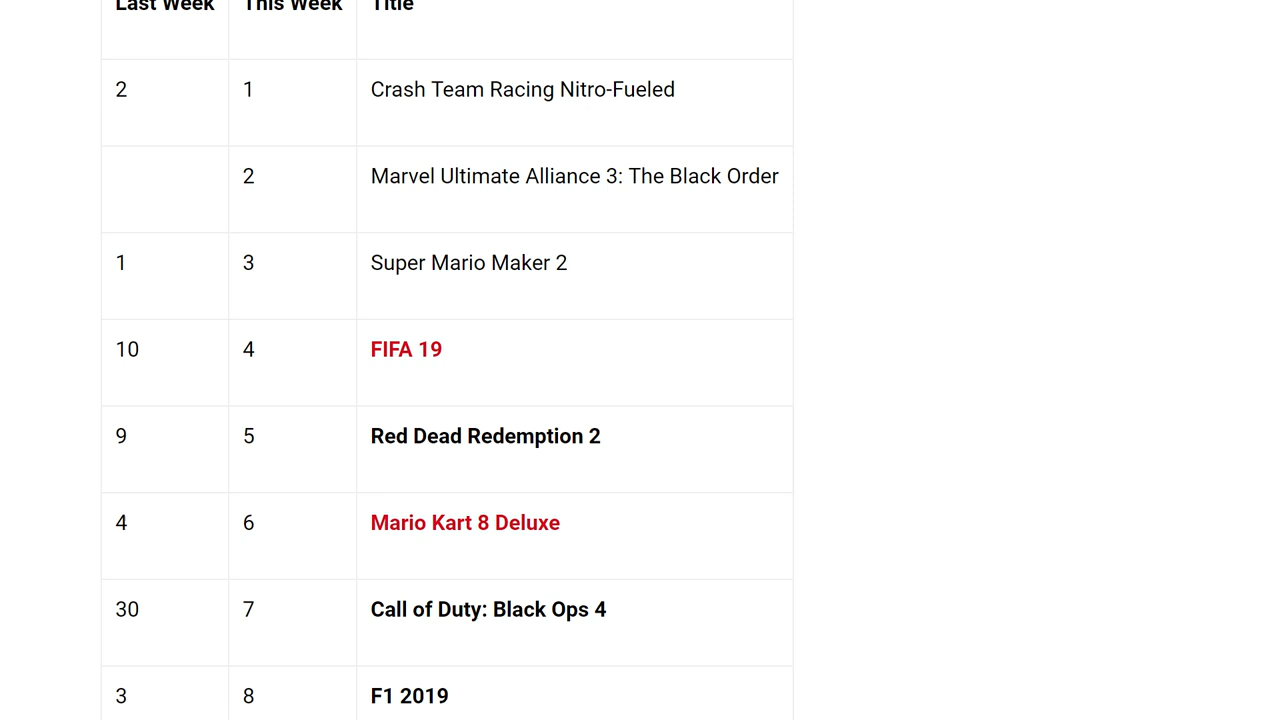 Last Week This Week Title
2 1 Crash Team Racing Nitro-Fueled
2 Marvel Ultimate Alliance 3: The Black Order
1 3 Super Mario Maker 2
10 4 FIFA 19
9 5 Red Dead Redemption 2
4 6 Mario Kart 8 Deluxe
30 7 Call of Duty: Black Ops 4
3 8 F1 2019